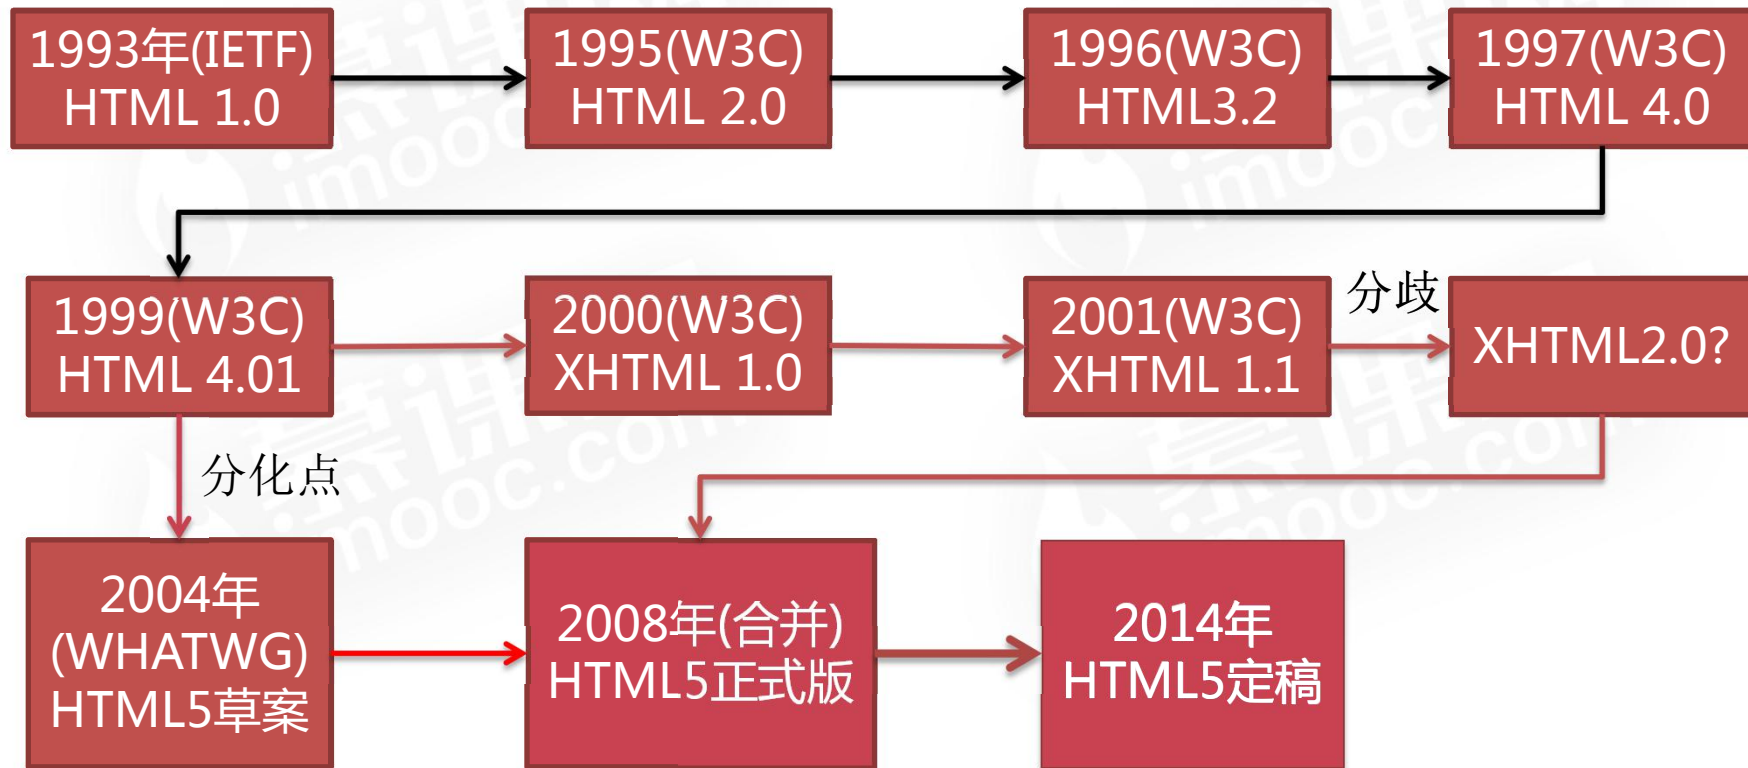 1993年(IETF)
HTML 1.0
1995(W3C)
HTML 2.0
1996(W3C)
HTML3.2
1997(W3C)
HTML 4.0
1999(W3C)
HTML 4.01
2000(W3C)
XHTML 1.0
2001(W3C)
XHTML 1.1
分歧
XHTML2.0?
分化点
2004年
(WHATWG)
HTML5草案
2008年(合并)
HTML5正式版
2014年
HTML5定稿
慕课
imooc.com